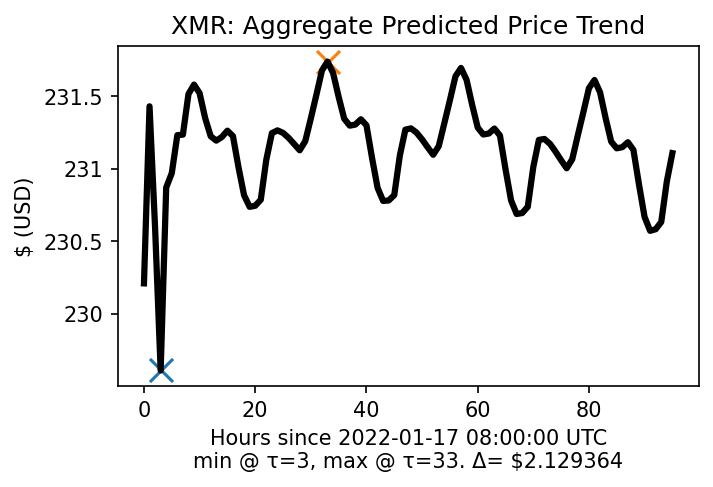 XMR: Aggregate Predicted Price Trend
$ (USD)
231.5
231
230.5
230
0 20 40 60 80
Hours since 2022-01-17 08:00:00 UTC
min @ τ=3, max @ τ=33. Δ= $2.129364